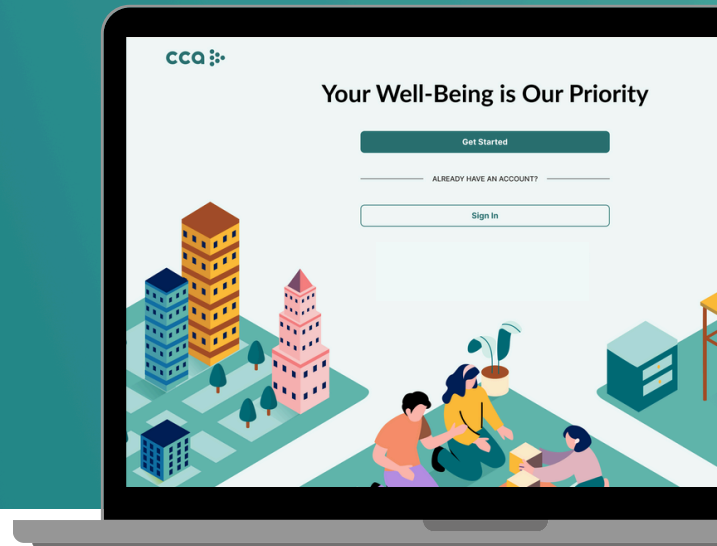 cca
Your Well-Being is Our Priority
Get Started
ALREADY HAVE AN ACCOUNT?
Sign In